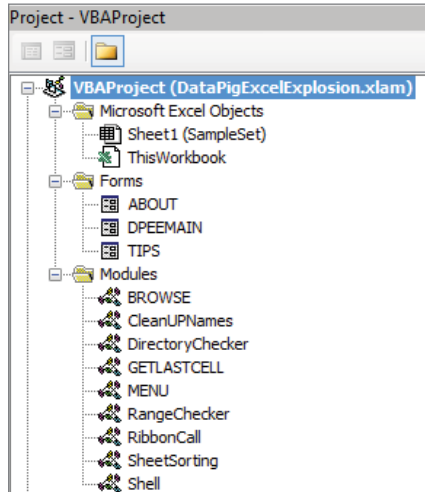 Project - VBAProject
VBAProject (DataPigExcelExplosion.xlam)
Microsoft Excel Objects
Sheet1 (SampleSet)
ThisWorkbook
Forms
ABOUT
DPEEMAIN
TIPS
Modules
BROWSE
CleanUPNames
DirectoryChecker
GETLASTCELL
MENU
RangeChecker
RibbonCall
SheetSorting
Shell